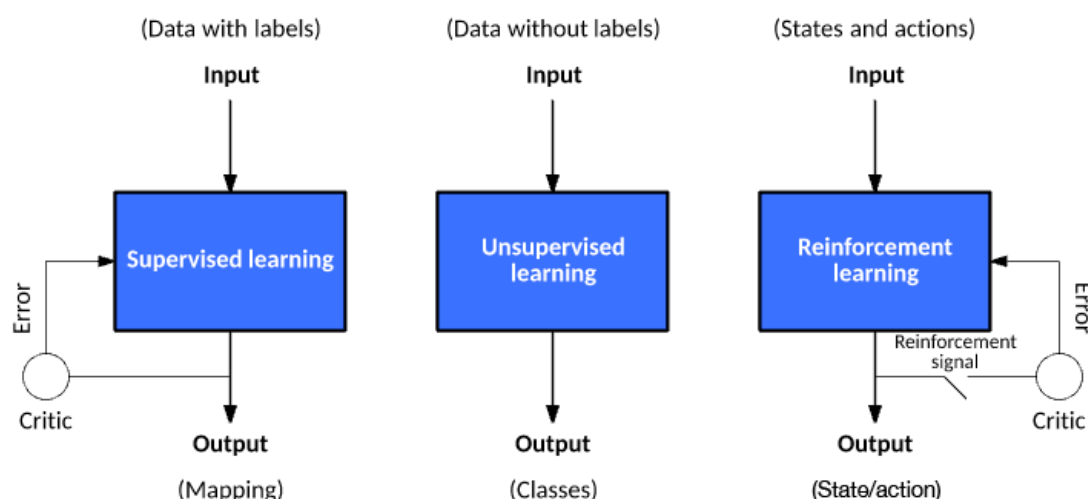 (Data with labels)
Input
Supervised learning
Error
Critic
Output
(Mapping)
(Data without labels)
Input
Unsupervised
learning
Output
(Classes)
(States and actions)
Input
Reinforcement
learning
Reinforcement
signal
Error
Critic
Output
(State/action)